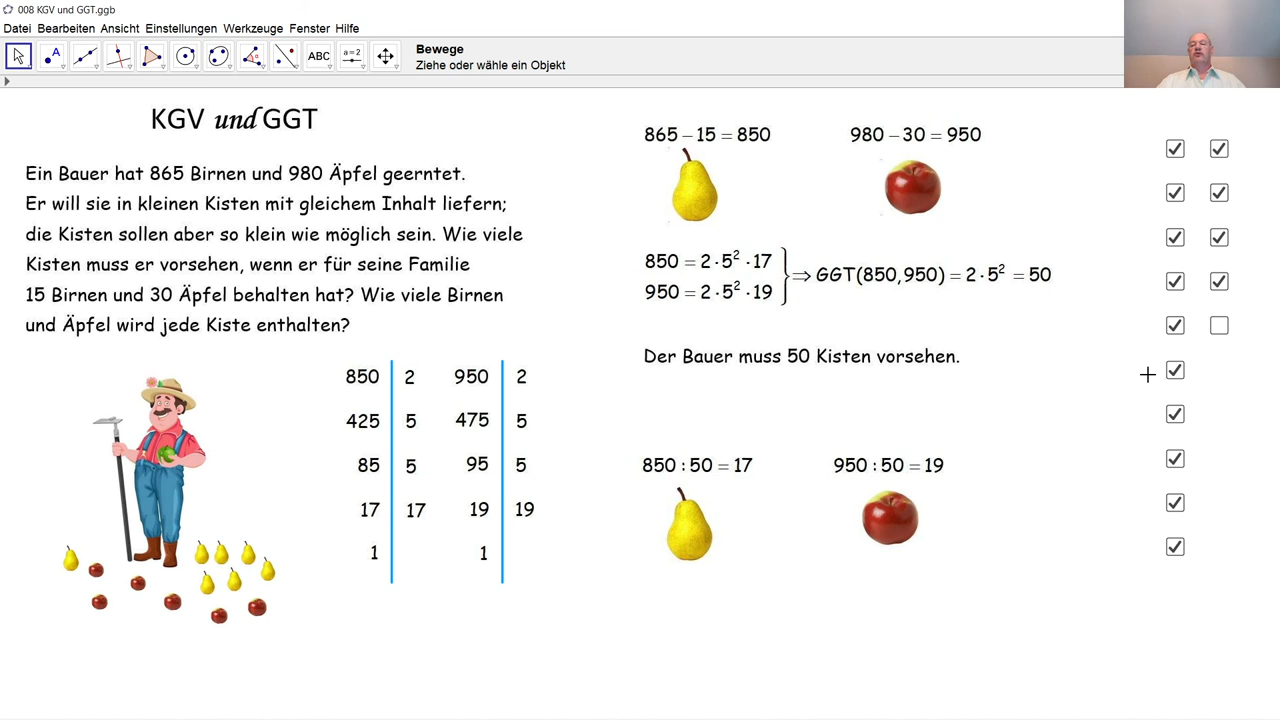 008 KGV und GGT.ggb
Datei Bearbeiten Ansicht Einstellungen Werkzeuge Fenster Hilfe
A
ABC
a=2
Bewege
Ziehe oder wähle ein Objekt
KGV und GGT
Ein Bauer hat 865 Birnen und 980 Äpfel geerntet.
Er will sie in kleinen Kisten mit gleichem Inhalt liefern;
die Kisten sollen aber so klein wie möglich sein. Wie viele
Kisten muss er vorsehen, wenn er für seine Familie
15 Birnen und 30 Äpfel behalten hat? Wie viele Birnen
und Äpfel wird jede Kiste enthalten?
850 2 950 2
425 5 475 5
85 5 95 5
17 17 19 19
1 1
865 – 15 = 850 980 – 30 = 950
850 = 2 · 5² · 17
950 = 2 · 5² · 19
⇒ GGT(850,950) = 2 · 5² = 50
Der Bauer muss 50 Kisten vorsehen.
850 : 50 = 17 950 : 50 = 19